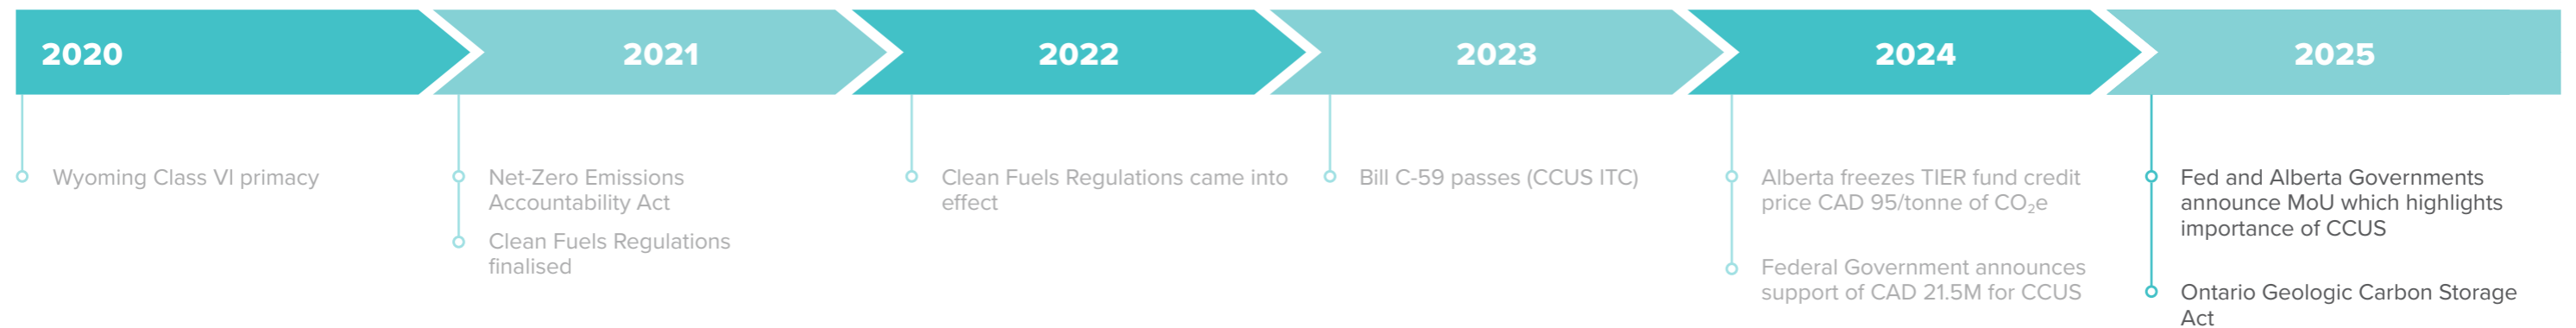 2020
2021
2022
2023
2024
2025
Wyoming Class VI primacy
Net-Zero Emissions
Accountability Act
Clean Fuels Regulations
finalised
Clean Fuels Regulations came into
effect
Bill C-59 passes (CCUS ITC)
Alberta freezes TIER fund credit
price CAD 95/tonne of CO₂e
Federal Government announces
support of CAD 21.5M for CCUS
Fed and Alberta Governments
announce MoU which highlights
importance of CCUS
Ontario Geologic Carbon Storage
Act